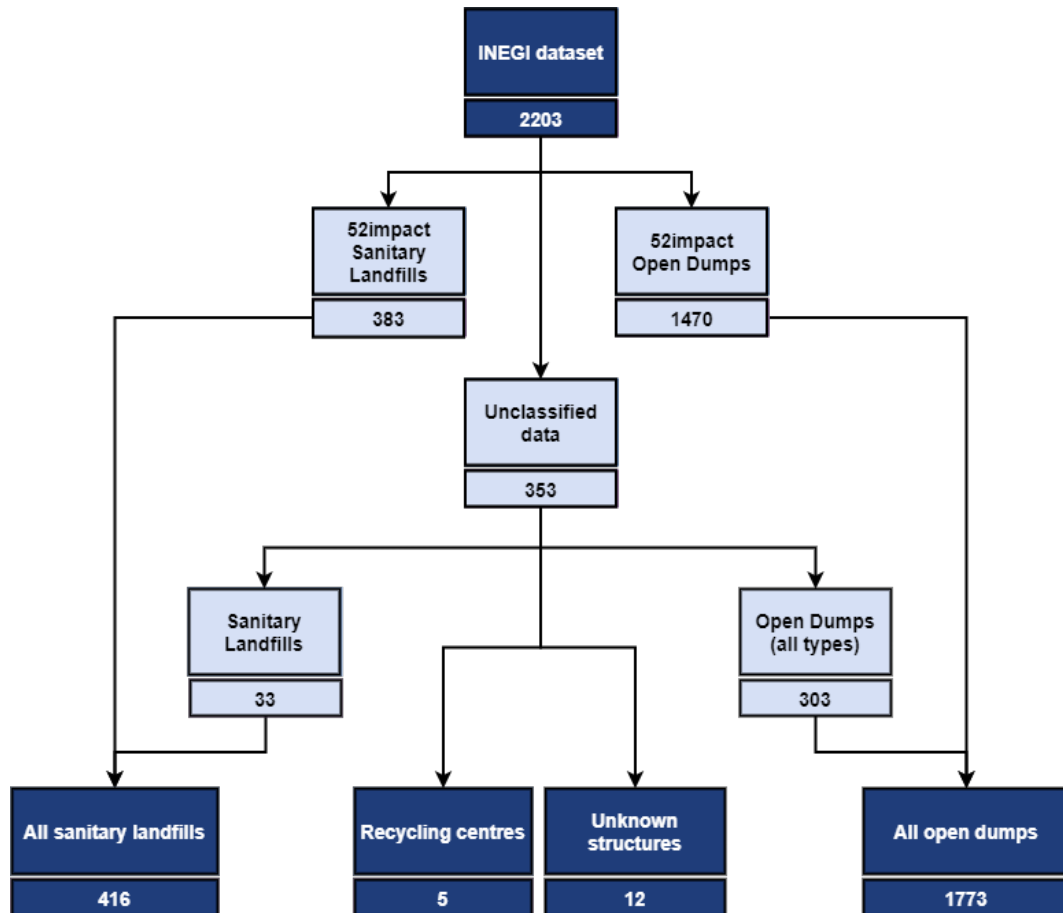 INEGI dataset
2203
52impact
Sanitary
Landfills
383
52impact
Open Dumps
1470
Unclassified
data
353
Sanitary
Landfills
33
Open Dumps
(all types)
303
All sanitary landfills
416
Recycling centres
5
Unknown
structures
12
All open dumps
1773